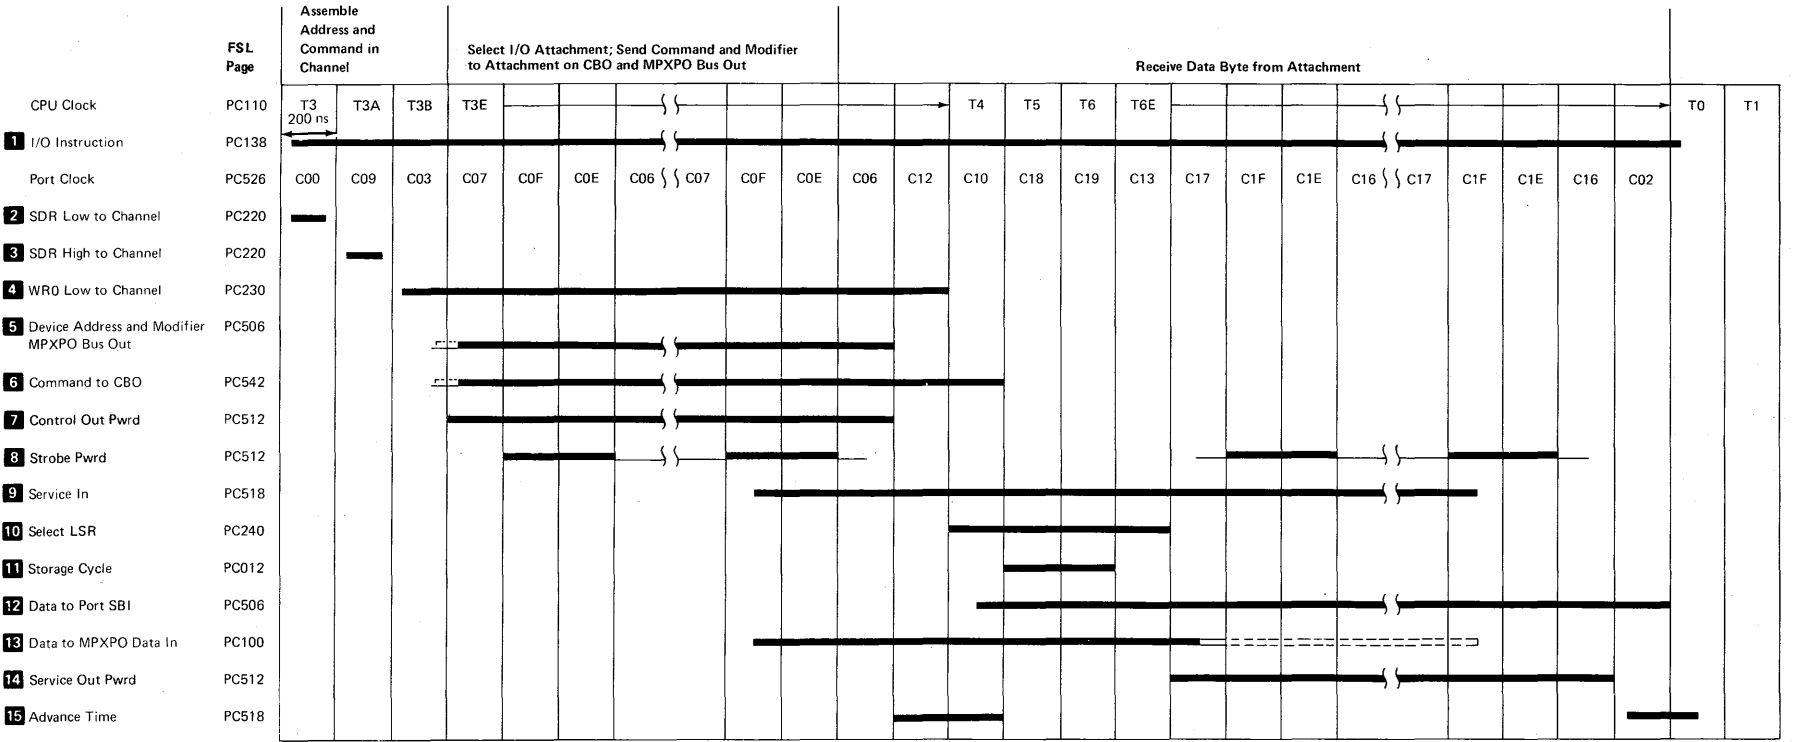 Assemble
Address and
Command in
Channel
FSL
Page
Select I/O Attachment; Send Command and Modifier
to Attachment on CBO and MPXPO Bus Out
Receive Data Byte from Attachment
CPU Clock PC110 T3 T3A T3B T3E T4 T5 T6 T6E T0 T1
200 ns
1 I/O Instruction PC138
Port Clock PC526 C00 C09 C03 C07 C0F C0E C06 C07 C0F C0E C06 C12 C10 C18 C19 C13 C17 C1F C1E C16 C17 C1F C1E C16 C02
2 SDR Low to Channel PC220
3 SDR High to Channel PC220
4 WR0 Low to Channel PC230
5 Device Address and Modifier PC506
MPXPO Bus Out
6 Command to CBO PC542
7 Control Out Pwrd PC512
8 Strobe Pwrd PC512
9 Service In PC518
10 Select LSR PC240
11 Storage Cycle PC012
12 Data to Port SBI PC506
13 Data to MPXPO Data In PC100
14 Service Out Pwrd PC512
15 Advance Time PC518